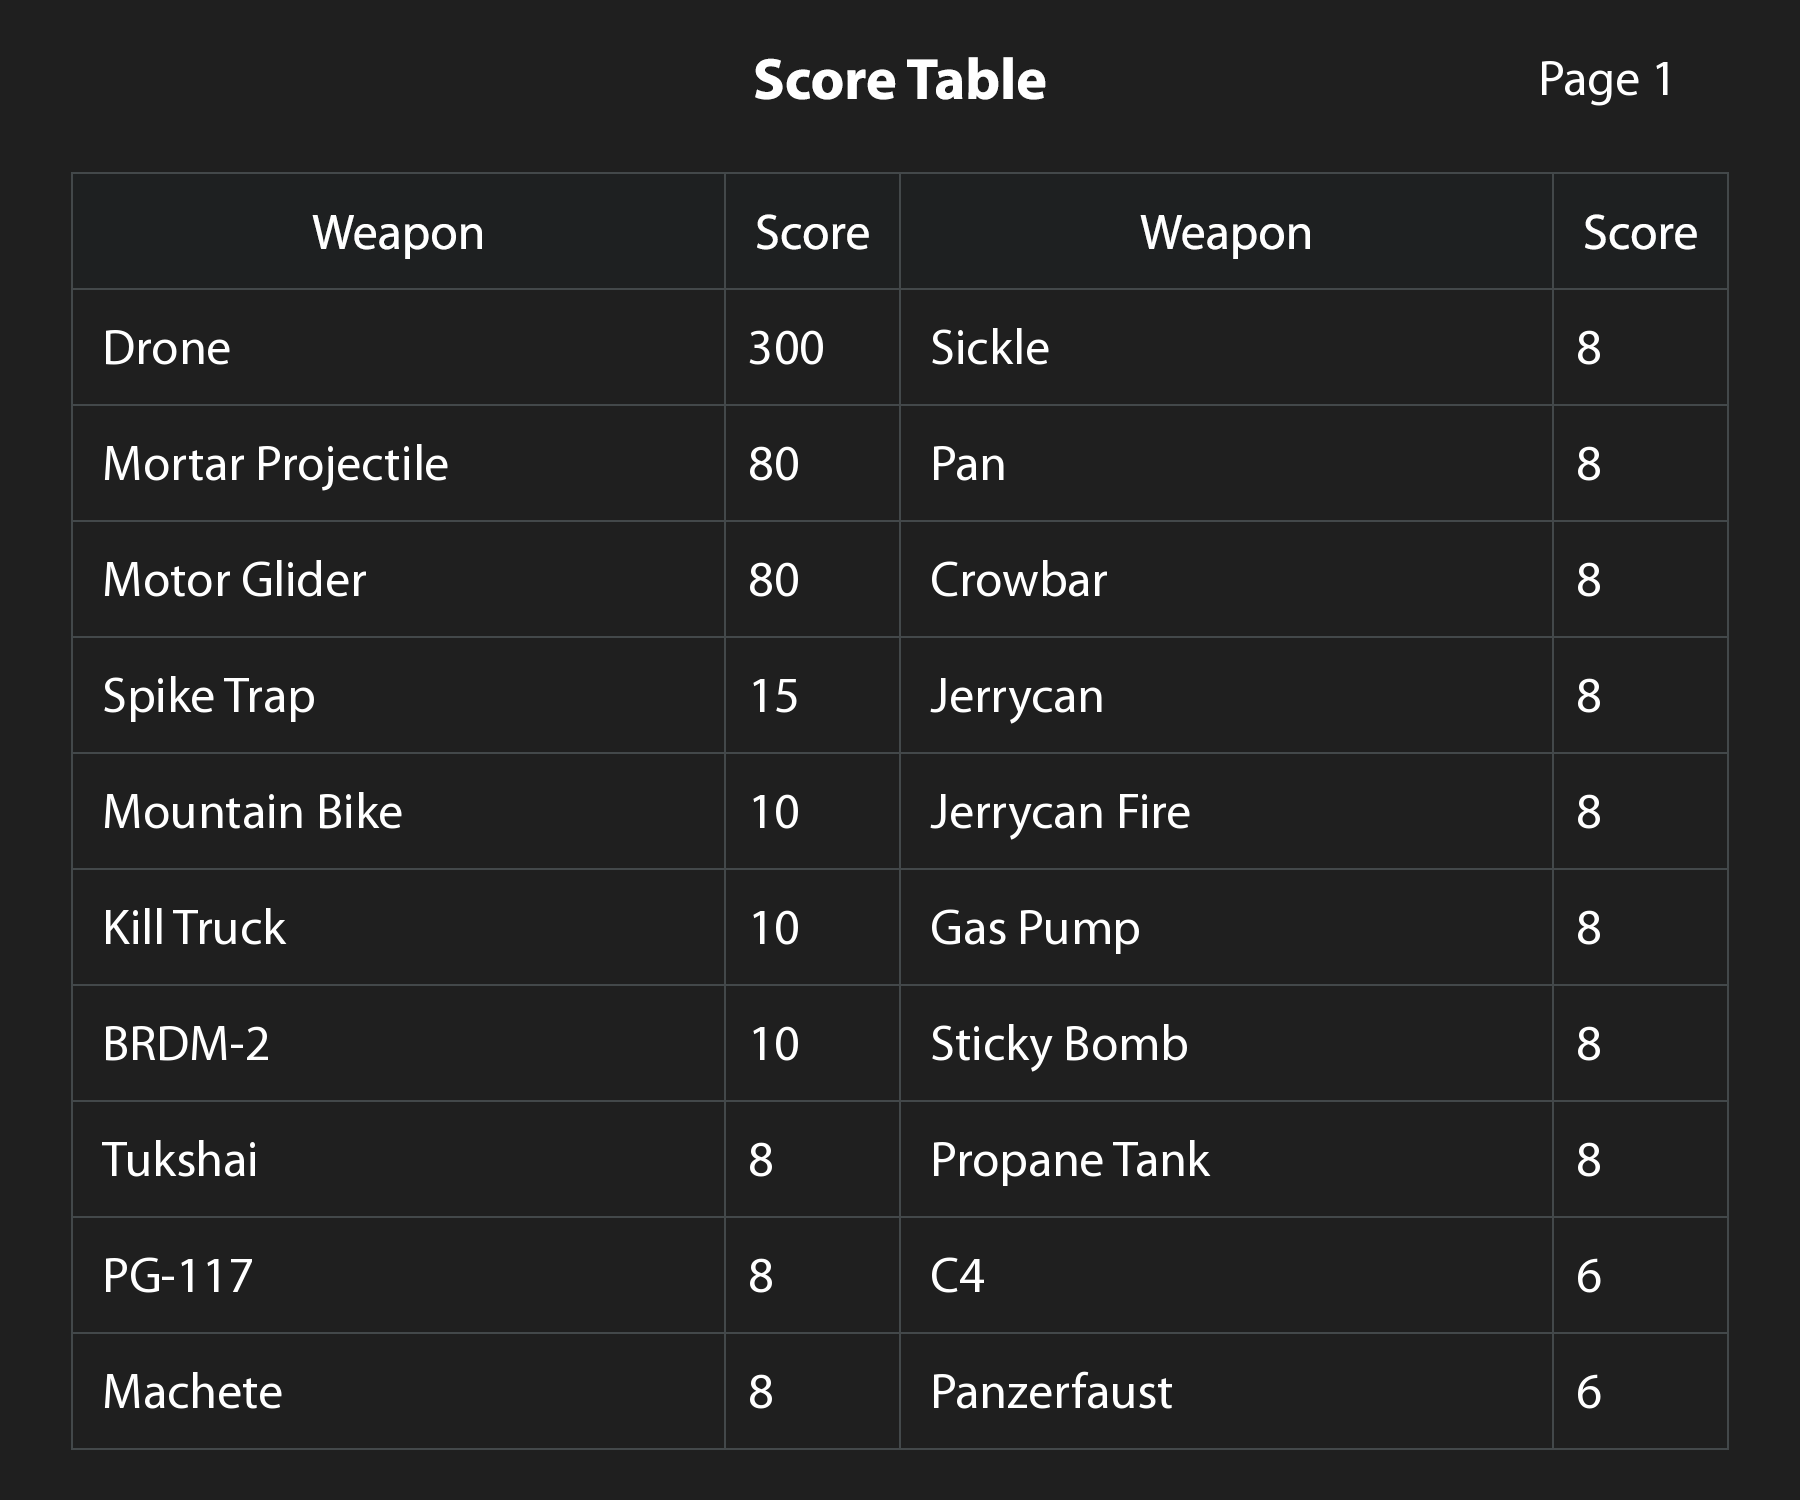 Score Table
Page 1
Weapon Score Weapon Score
Drone 300 Sickle 8
Mortar Projectile 80 Pan 8
Motor Glider 80 Crowbar 8
Spike Trap 15 Jerrycan 8
Mountain Bike 10 Jerrycan Fire 8
Kill Truck 10 Gas Pump 8
BRDM-2 10 Sticky Bomb 8
Tukshai 8 Propane Tank 8
PG-117 8 C4 6
Machete 8 Panzerfaust 6